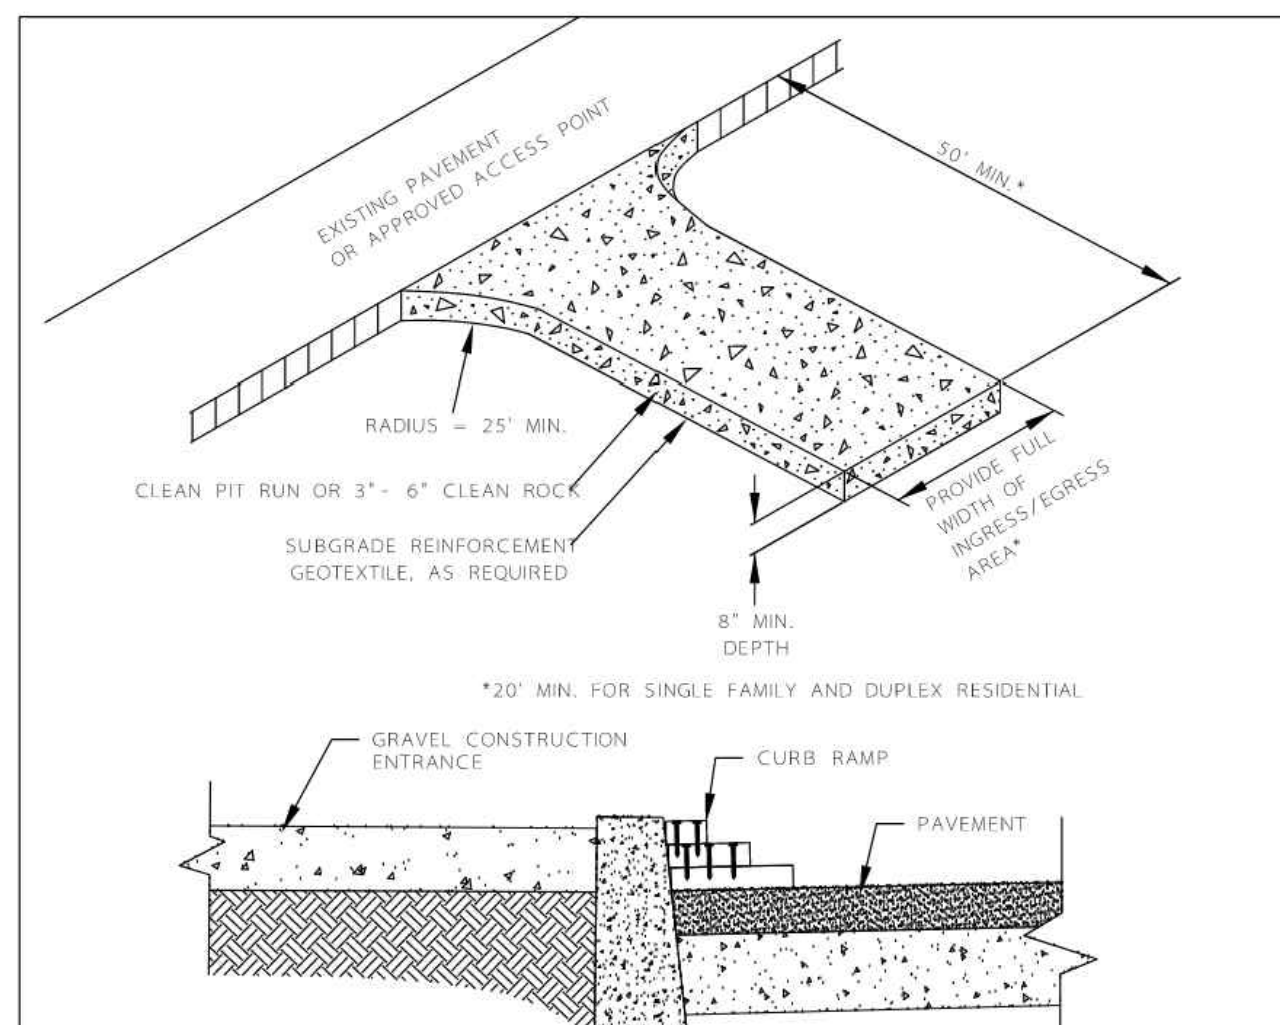 EXISTING PAVEMENT
OR APPROVED ACCESS POINT
50' MIN.*
RADIUS = 25' MIN.
CLEAN PIT RUN OR 3"- 6" CLEAN ROCK
SUBGRADE REINFORCEMENT
GEOTEXTILE, AS REQUIRED
PROVIDE FULL
WIDTH OF
INGRESS/EGRESS
AREA*
8" MIN.
DEPTH
*20' MIN. FOR SINGLE FAMILY AND DUPLEX RESIDENTIAL
GRAVEL CONSTRUCTION
ENTRANCE
CURB RAMP
PAVEMENT